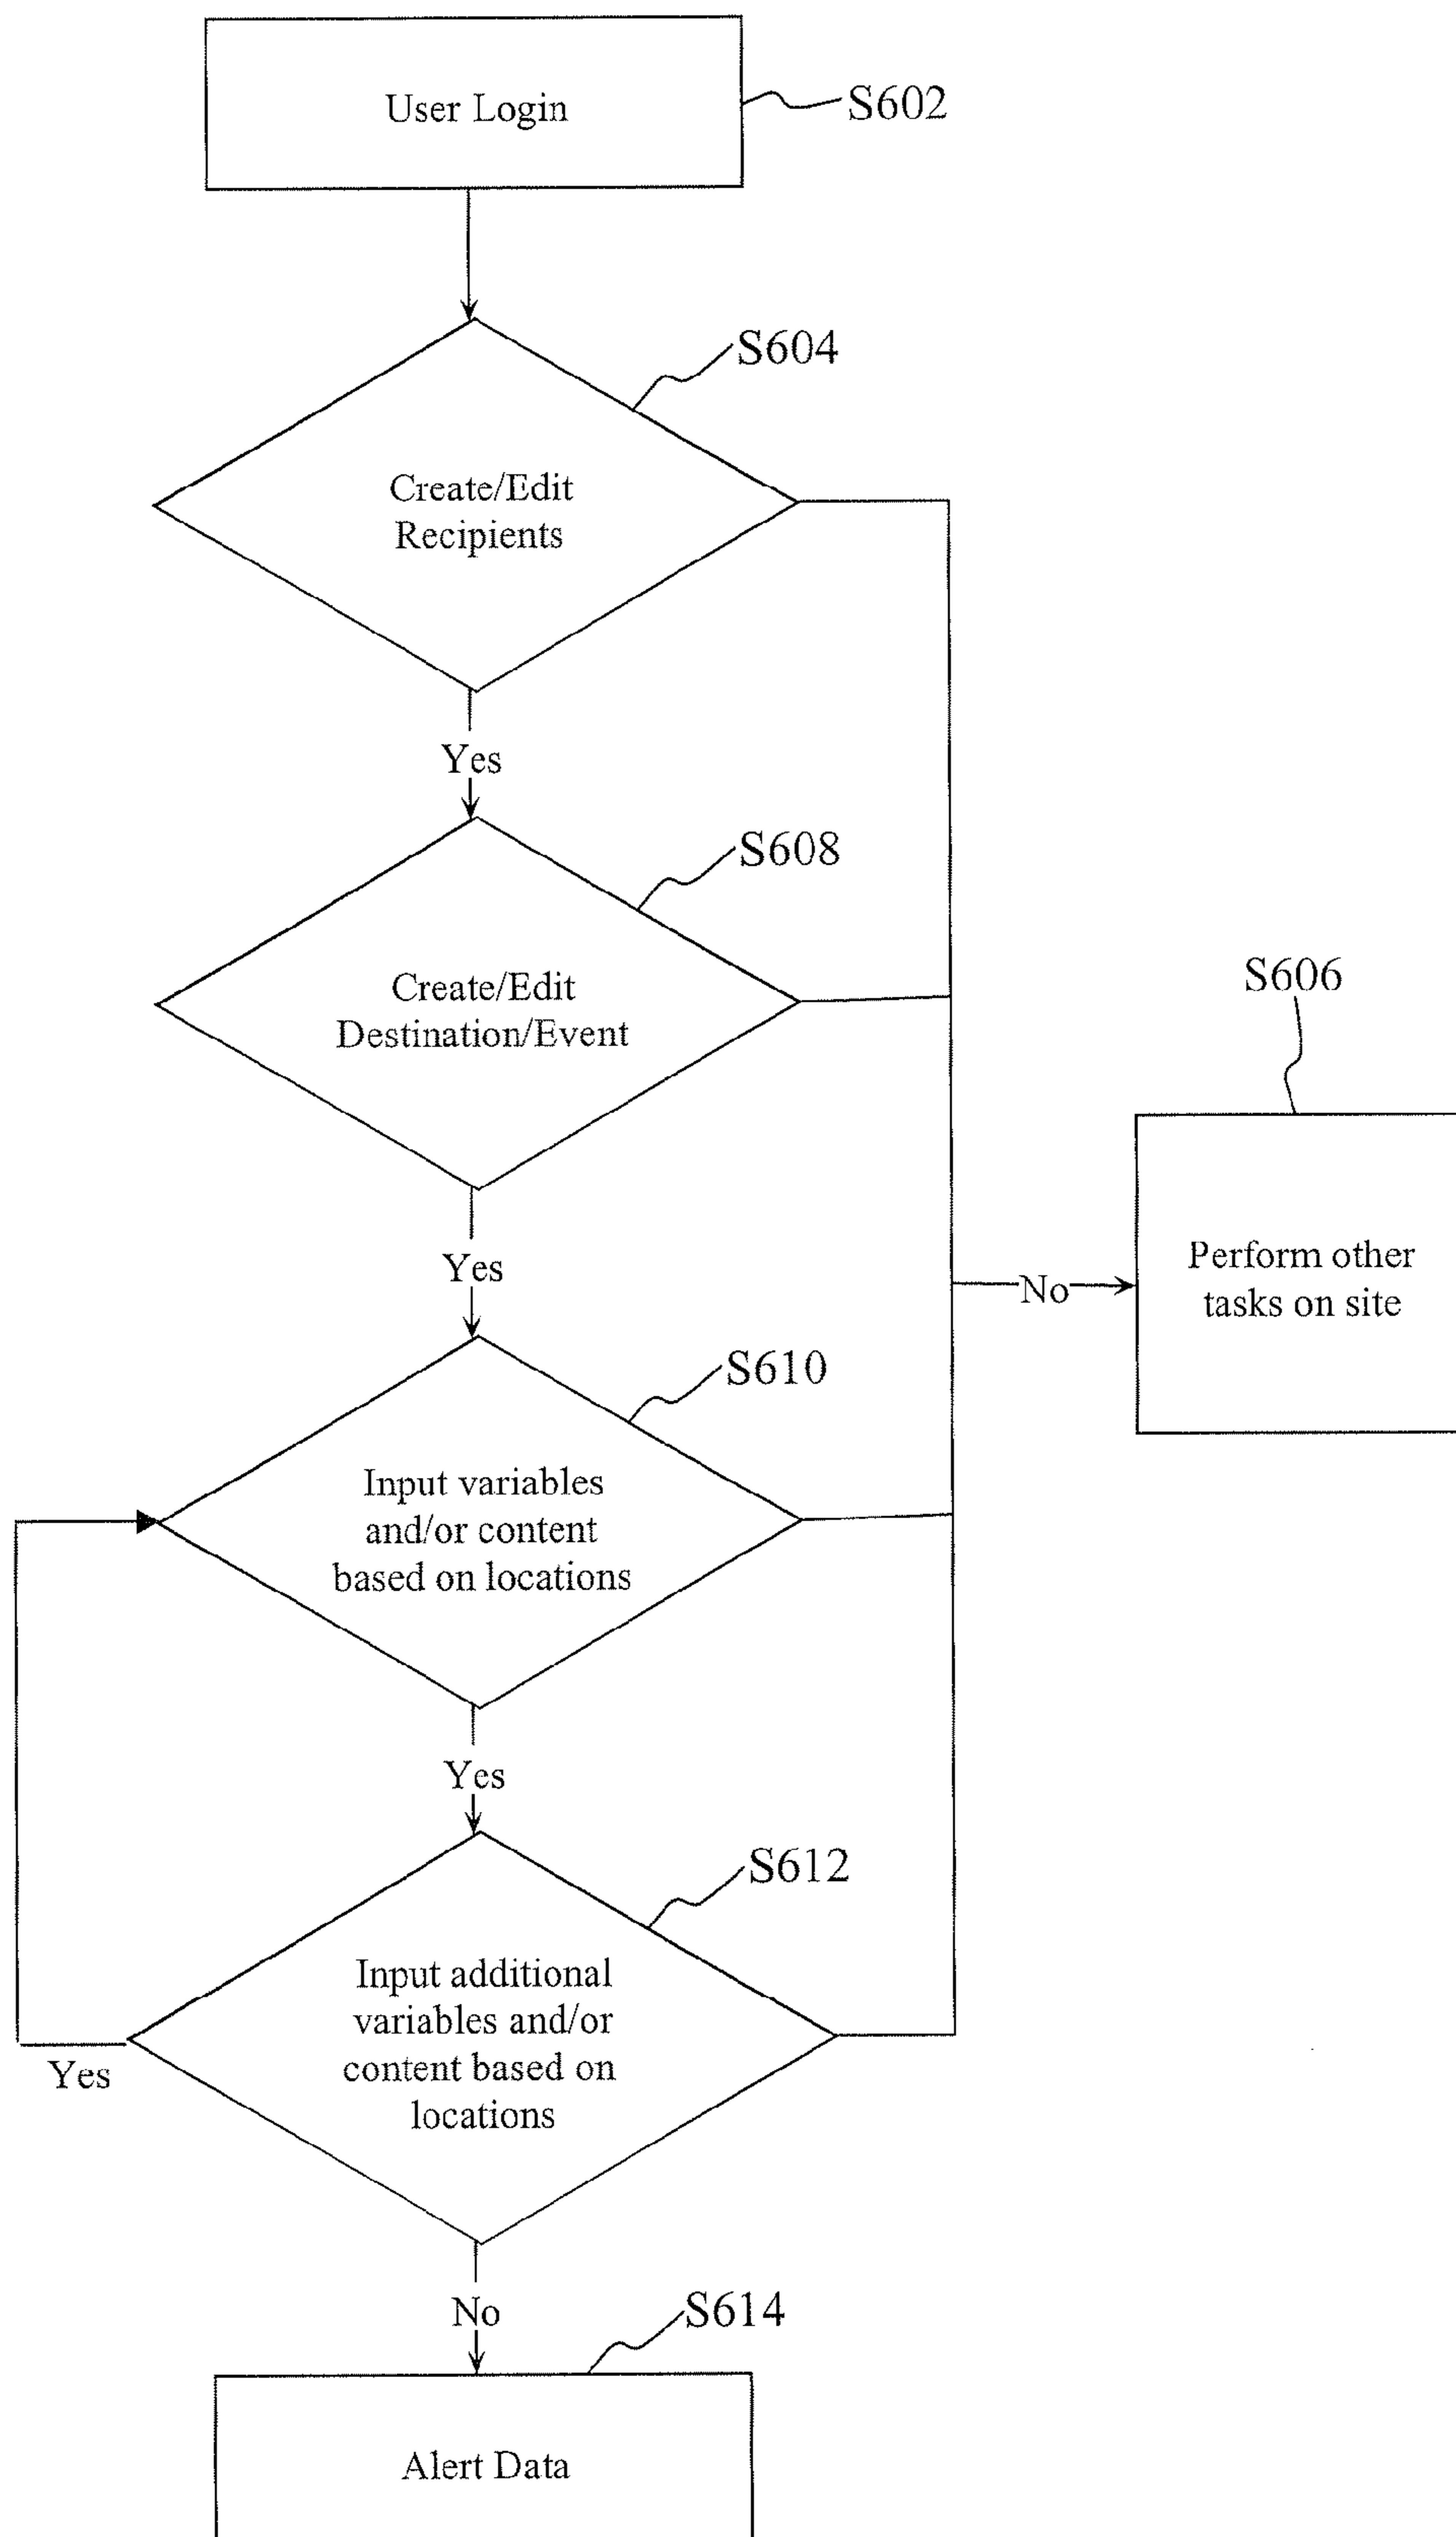 User Login
S602
S604
Create/Edit
Recipients
Yes
S608
Create/Edit
Destination/Event
S606
Perform other
tasks on site
No
Yes
S610
Input variables
and/or content
based on locations
Yes
S612
Input additional
variables and/or
content based on
locations
Yes
No
S614
Alert Data